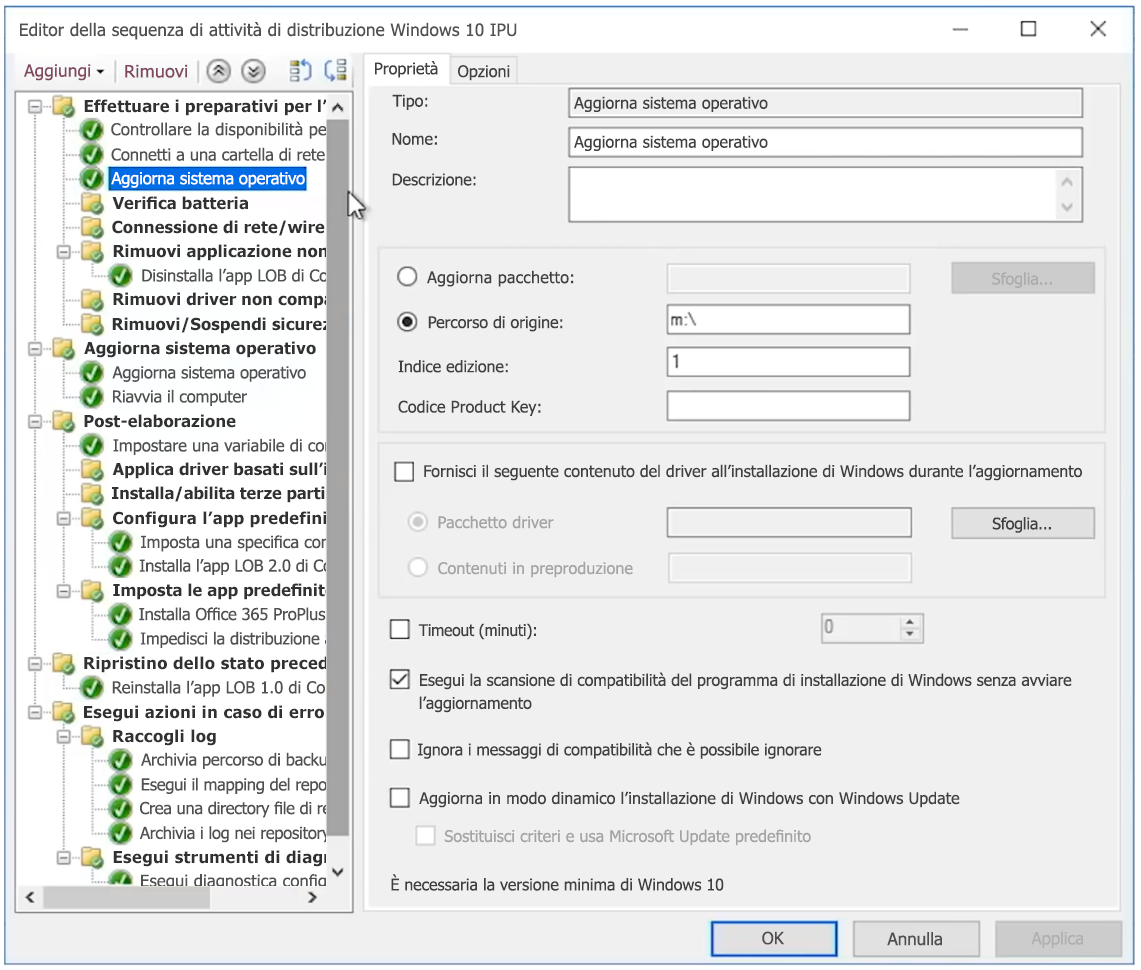 Editor della sequenza di attività di distribuzione Windows 10 IPU
Aggiungi
Rimuovi
Effettuare i preparativi per l’
Controllare la disponibilità pe
Connetti a una cartella di rete
Aggiorna sistema operativo
Verifica batteria
Connessione di rete/wire
Rimuovi applicazione non
Disinstalla l’app LOB di Co
Rimuovi driver non compa
Rimuovi/Sospendi sicurez
Aggiorna sistema operativo
Aggiorna sistema operativo
Riavvia il computer
Post-elaborazione
Impostare una variabile di co
Applica driver basati sull’i
Installa/abilita terze parti
Configura l’app predefini
Imposta una specifica con
Installa l’app LOB 2.0 di Co
Imposta le app predefinit
Installa Office 365 ProPlus
Impedisci la distribuzione
Ripristino dello stato preced
Reinstalla l’app LOB 1.0 di Co
Esegui azioni in caso di erro
Raccogli log
Archivia percorso di backu
Esegui il mapping del repo
Crea una directory file di re
Archivia i log nei repository
Esegui strumenti di diagn
Esegui diagnostica config
Proprietà
Opzioni
Tipo:
Aggiorna sistema operativo
Nome:
Aggiorna sistema operativo
Descrizione:
Aggiorna pacchetto:
Sfoglia...
Percorso di origine:
m:\
Indice edizione:
1
Codice Product Key:
Fornisci il seguente contenuto del driver all’installazione di Windows durante l’aggiornamento
Pacchetto driver
Sfoglia...
Contenuti in preproduzione
Timeout (minuti):
0
Esegui la scansione di compatibilità del programma di installazione di Windows senza avviare
l’aggiornamento
Ignora i messaggi di compatibilità che è possibile ignorare
Aggiorna in modo dinamico l’installazione di Windows con Windows Update
Sostituisci criteri e usa Microsoft Update predefinito
È necessaria la versione minima di Windows 10
OK
Annulla
Applica